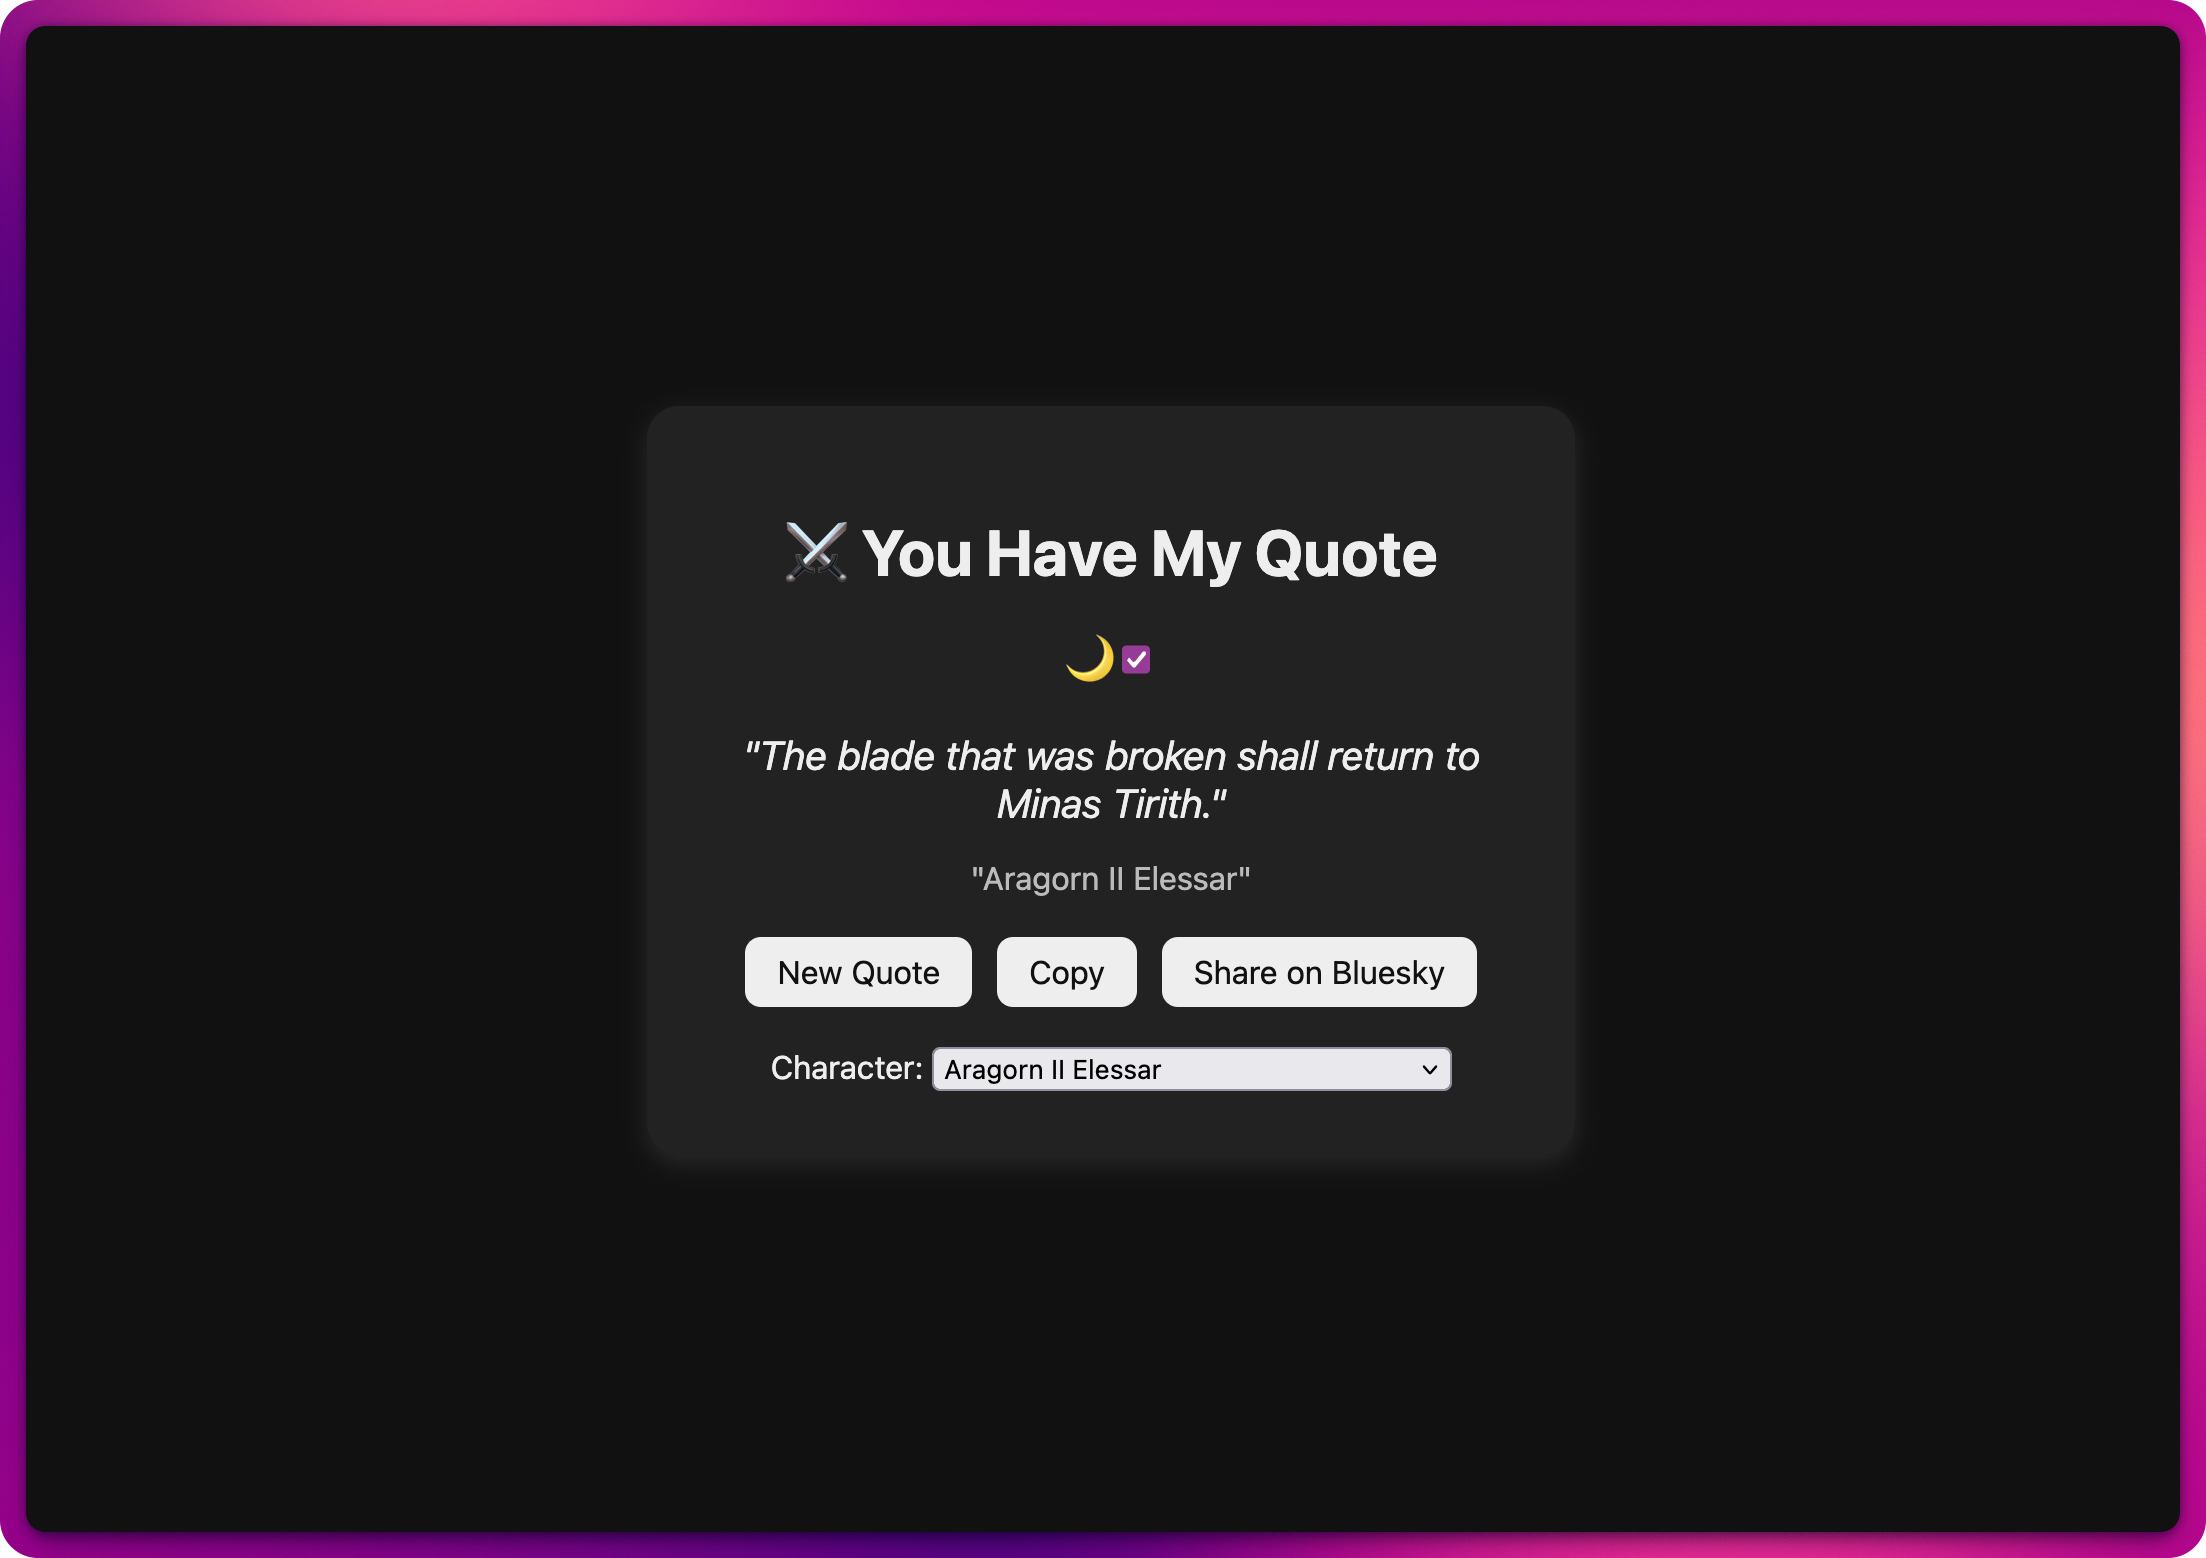 ⚔️ You Have My Quote
🌙
"The blade that was broken shall return to
Minas Tirith."
"Aragorn II Elessar"
New Quote Copy Share on Bluesky
Character: Aragorn II Elessar